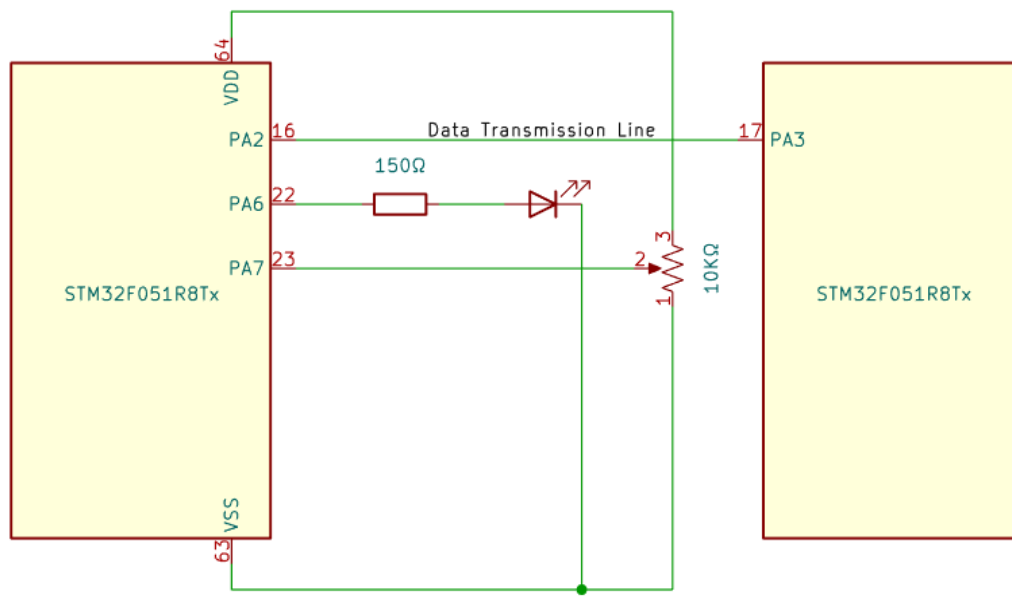 64
VDD
PA2
16
Data Transmission Line
17
PA3
150Ω
PA6
22
PA7
23
2
3
1
10KΩ
STM32F051R8Tx
STM32F051R8Tx
VSS
63